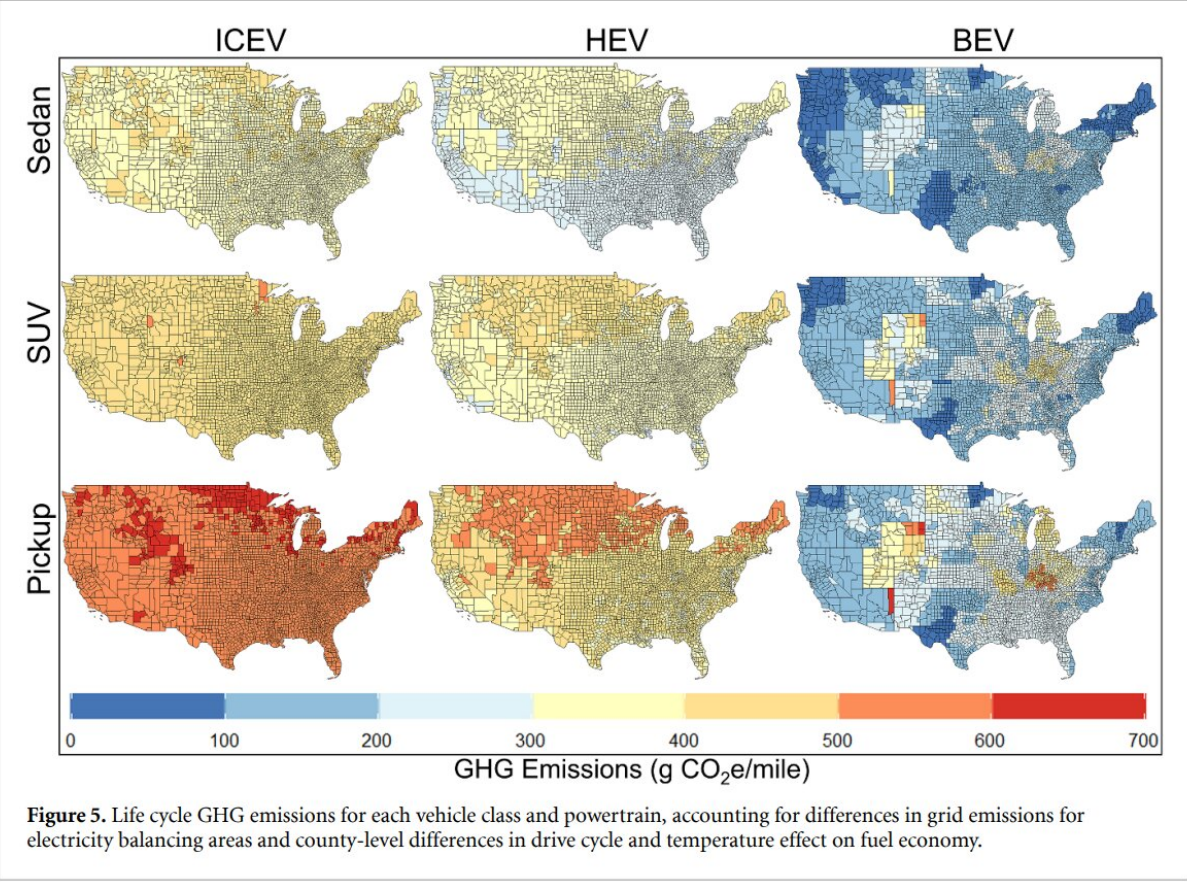 ICEV HEV BEV
Sedan
SUV
Pickup
0 100 200 300 400 500 600 700
GHG Emissions (g CO₂e/mile)
Figure 5. Life cycle GHG emissions for each vehicle class and powertrain, accounting for differences in grid emissions for
electricity balancing areas and county-level differences in drive cycle and temperature effect on fuel economy.